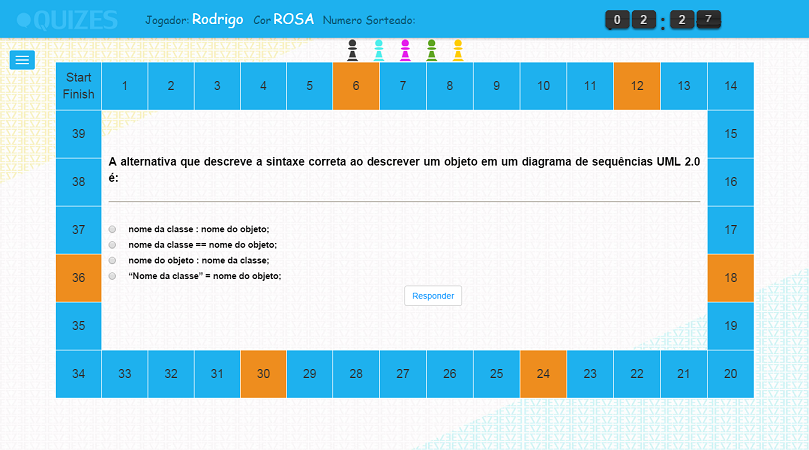 QUIZES
Jogador: Rodrigo Cor ROSA Numero Sorteado:
02:27
Start Finish 1 2 3 4 5 6 7 8 9 10 11 12 13 14
39 15
38 16
37 17
36 18
35 19
34 33 32 31 30 29 28 27 26 25 24 23 22 21 20
A alternativa que descreve a sintaxe correta ao descrever um objeto em um diagrama de sequências UML 2.0
é:
nome da classe : nome do objeto;
nome da classe == nome do objeto;
nome do objeto : nome da classe;
“Nome da classe” = nome do objeto;
Responder